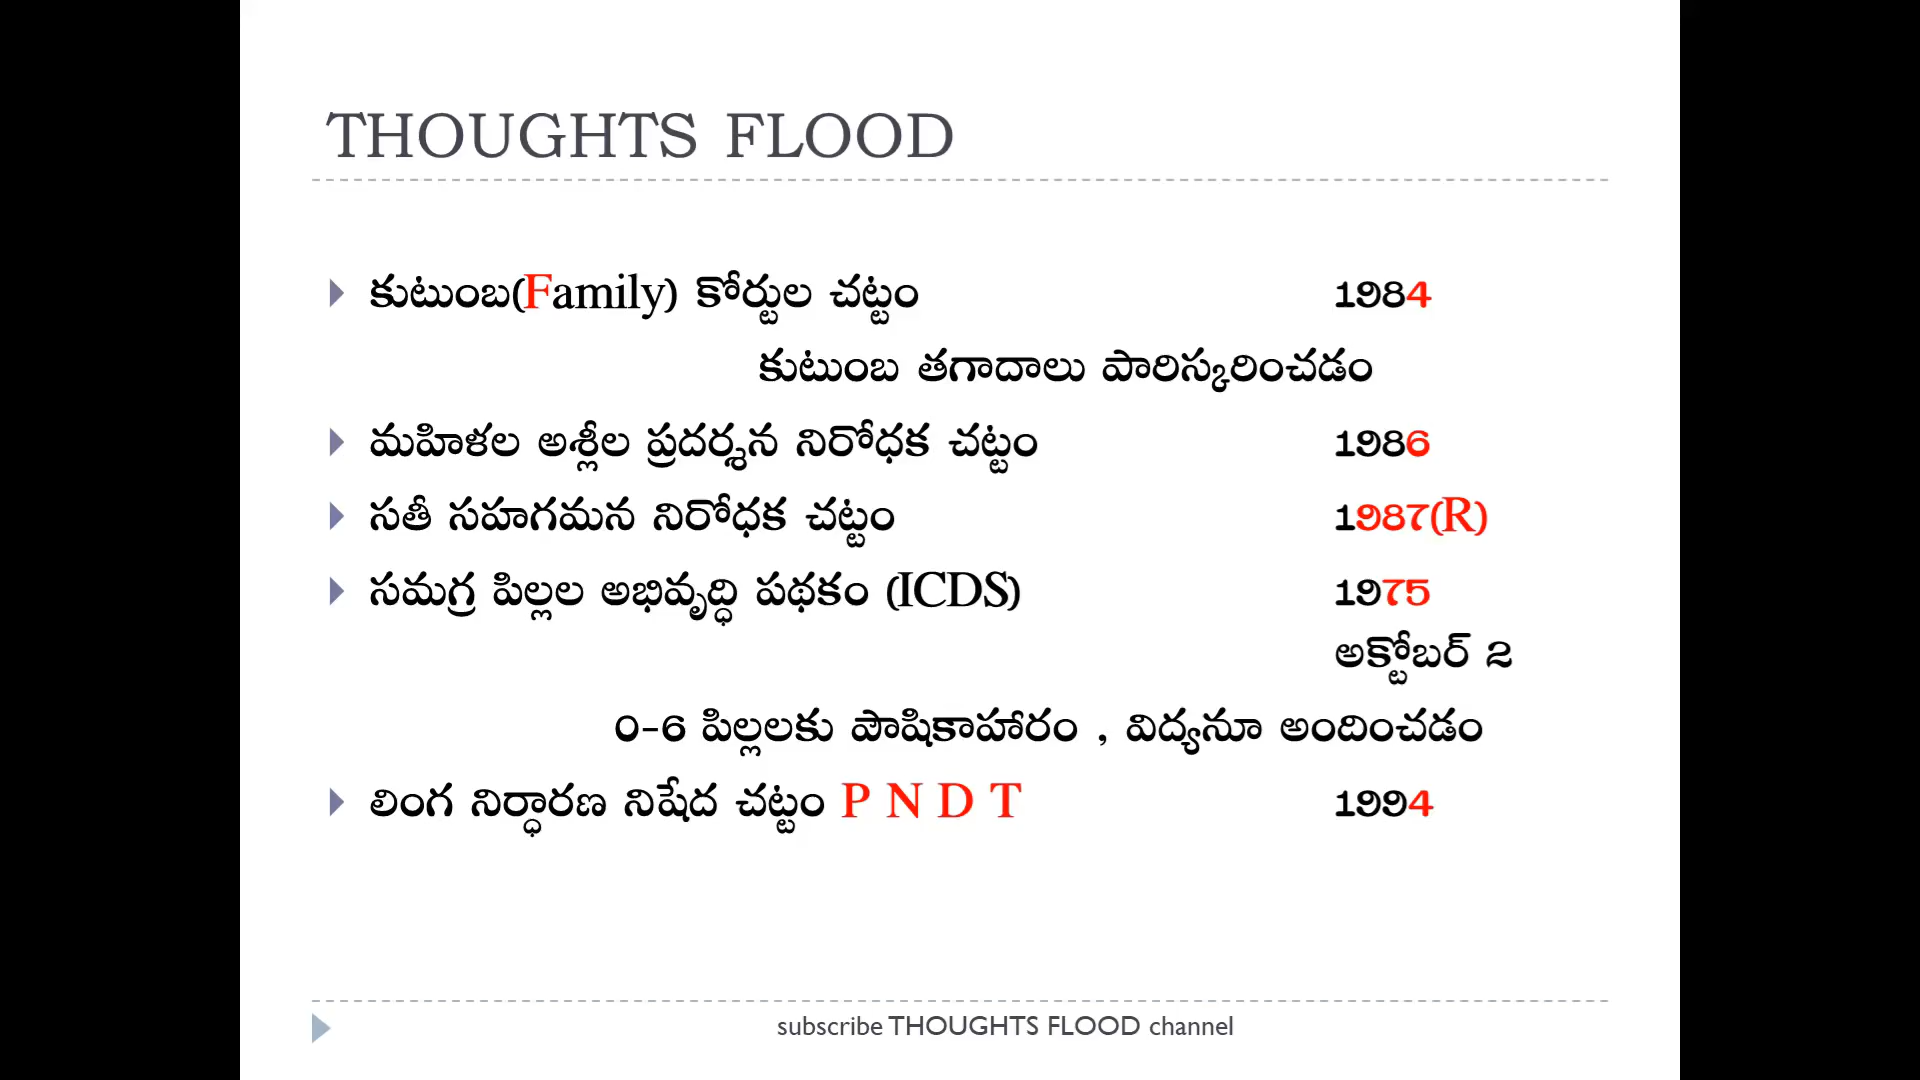 THOUGHTS FLOOD
కుటుంబ(Family) కోర్టుల చట్టం 1984
కుటుంబ తగాదాలు పారిస్కరించడం
మహిళల అశ్లీల ప్రదర్శన నిరోధక చట్టం 1986
సతీ సహగమన నిరోధక చట్టం 1987(R)
సమగ్ర పిల్లల అభివృద్ధి పథకం (ICDS) 1975
అక్టోబర్ 2
0-6 పిల్లలకు పౌషికాహారం , విద్యనూ అందించడం
లింగ నిర్ధారణ నిషేద చట్టం P N D T 1994
subscribe THOUGHTS FLOOD channel